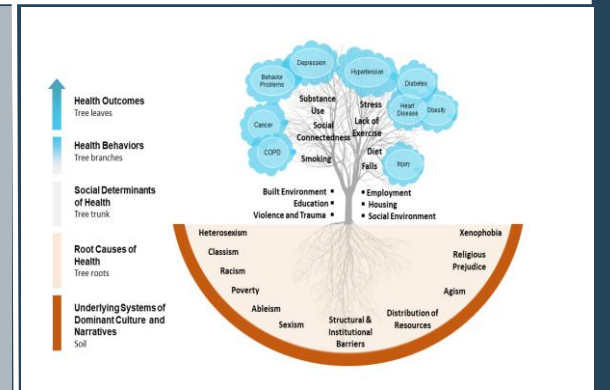 Health Outcomes
Tree leaves
Health Behaviors
Tree branches
Social Determinants
of Health
Tree trunk
Root Causes of
Health
Tree roots
Underlying Systems of
Dominant Culture and
Narratives
Soil
Depression
Behavior
Problems
Hypertension
Diabetes
Heart
Disease
Obesity
Cancer
COPD
Injury
Substance
Use
Social
Connectedness
Smoking
Stress
Lack of
Exercise
Diet
Falls
Built Environment ▪
Education ▪
Violence and Trauma ▪
▪ Employment
▪ Housing
▪ Social Environment
Heterosexism
Classism
Racism
Poverty
Ableism
Sexism
Structural &
Institutional
Barriers
Distribution of
Resources
Agism
Religious
Prejudice
Xenophobia